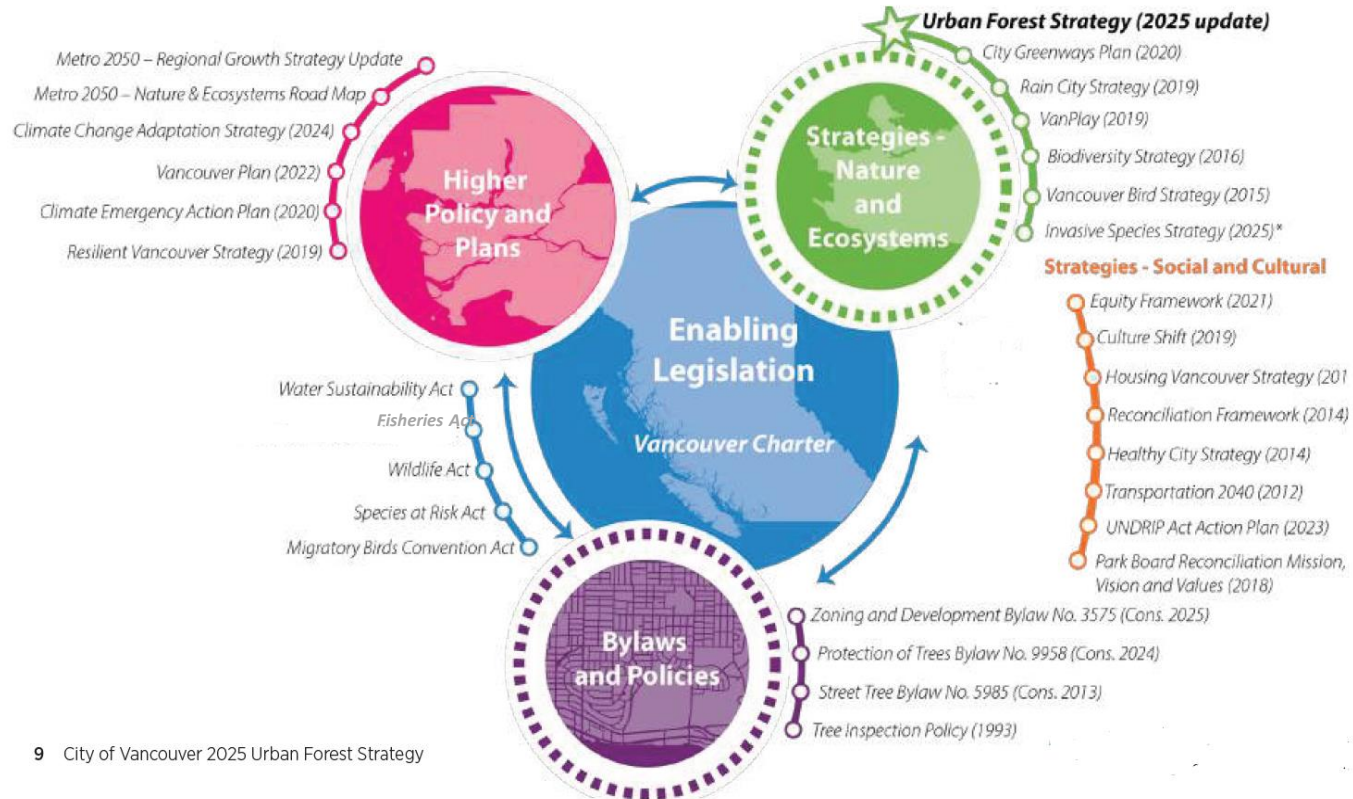 Urban Forest Strategy (2025 update)
City Greenways Plan (2020)
Rain City Strategy (2019)
VanPlay (2019)
Biodiversity Strategy (2016)
Vancouver Bird Strategy (2015)
Invasive Species Strategy (2025)*
Strategies -
Nature
and
Ecosystems
Metro 2050 – Regional Growth Strategy Update
Metro 2050 – Nature & Ecosystems Road Map
Climate Change Adaptation Strategy (2024)
Vancouver Plan (2022)
Climate Emergency Action Plan (2020)
Resilient Vancouver Strategy (2019)
Higher
Policy and
Plans
Strategies - Social and Cultural
Equity Framework (2021)
Culture Shift (2019)
Housing Vancouver Strategy (201
Reconciliation Framework (2014)
Healthy City Strategy (2014)
Transportation 2040 (2012)
UNDRIP Act Action Plan (2023)
Park Board Reconciliation Mission,
Vision and Values (2018)
Enabling
Legislation
Vancouver Charter
Water Sustainability Act
Fisheries Act
Wildlife Act
Species at Risk Act
Migratory Birds Convention Act
Bylaws
and Policies
Zoning and Development Bylaw No. 3575 (Cons. 2025)
Protection of Trees Bylaw No. 9958 (Cons. 2024)
Street Tree Bylaw No. 5985 (Cons. 2013)
Tree Inspection Policy (1993)
9 City of Vancouver 2025 Urban Forest Strategy